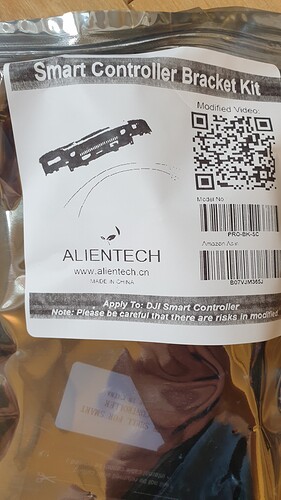 Smart Controller Bracket Kit
Modified Video:
Model No
PRO-BK-SC
Amazon Asin:
B07VJM365J
ALIENTECH
www.alientech.cn
MADE IN CHINA
Apply To: DJI Smart Controller
Note: Please be careful that there are risks in modified